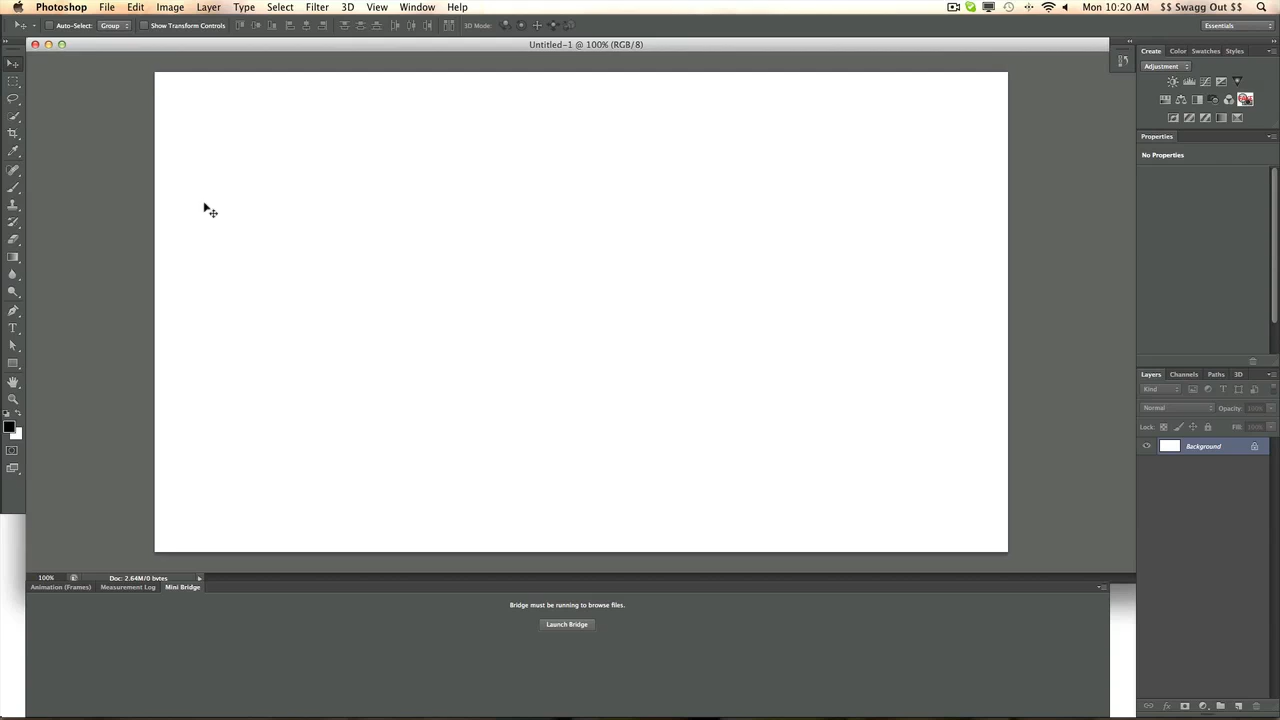 Photoshop File Edit Image Layer Type Select Filter 3D View Window Help Mon 10:20 AM $$ Swagg Out $$
Auto-Select: Group Show Transform Controls 3D Mode: Essentials
Untitled-1 @ 100% (RGB/8)
Create Color Swatches Styles
Adjustment
Properties
No Properties
Layers Channels Paths 3D
Kind
Normal Opacity: 100%
Lock: Fill: 100%
Background
100% Doc: 2.64M/0 bytes
Animation (Frames) Measurement Log Mini Bridge
Bridge must be running to browse files.
Launch Bridge